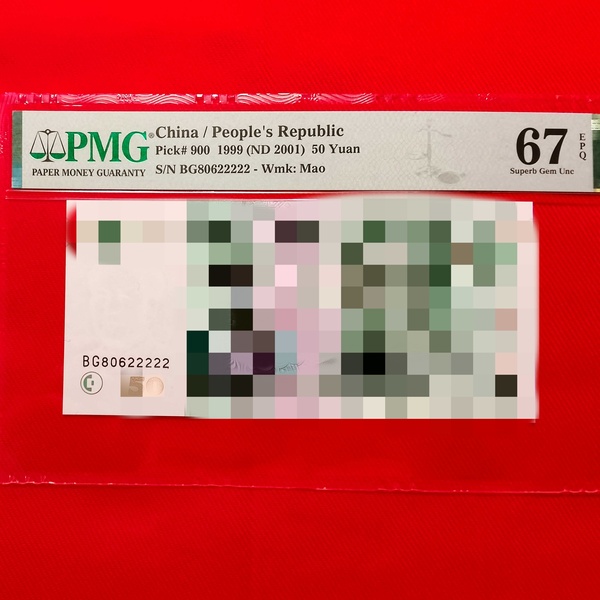 PMG®
PAPER MONEY GUARANTY
China / People's Republic
Pick# 900 1999 (ND 2001) 50 Yuan
S/N BG80622222 - Wmk: Mao
67
EPQ
Superb Gem Unc
BG80622222
50